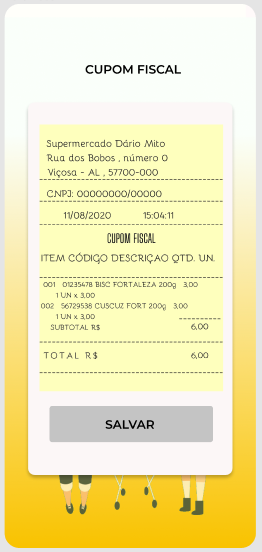 CUPOM FISCAL
Supermercado Dário Mito
Rua dos Bobos , número 0
Viçosa - AL , 57700-000
C.NPJ: 00000000/00000
11/08/2020 15:04:11
CUPOM FISCAL
ITEM CÓDIGO DESCRIÇAO QTD. UN.
001 01235478 BISC FORTALEZA 200g 3,00
1 UN x 3,00
002 56729538 CUSCUZ FORT 200g 3,00
1 UN x 3,00
SUBTOTAL R$ 6,00
TOTAL R$ 6,00
SALVAR